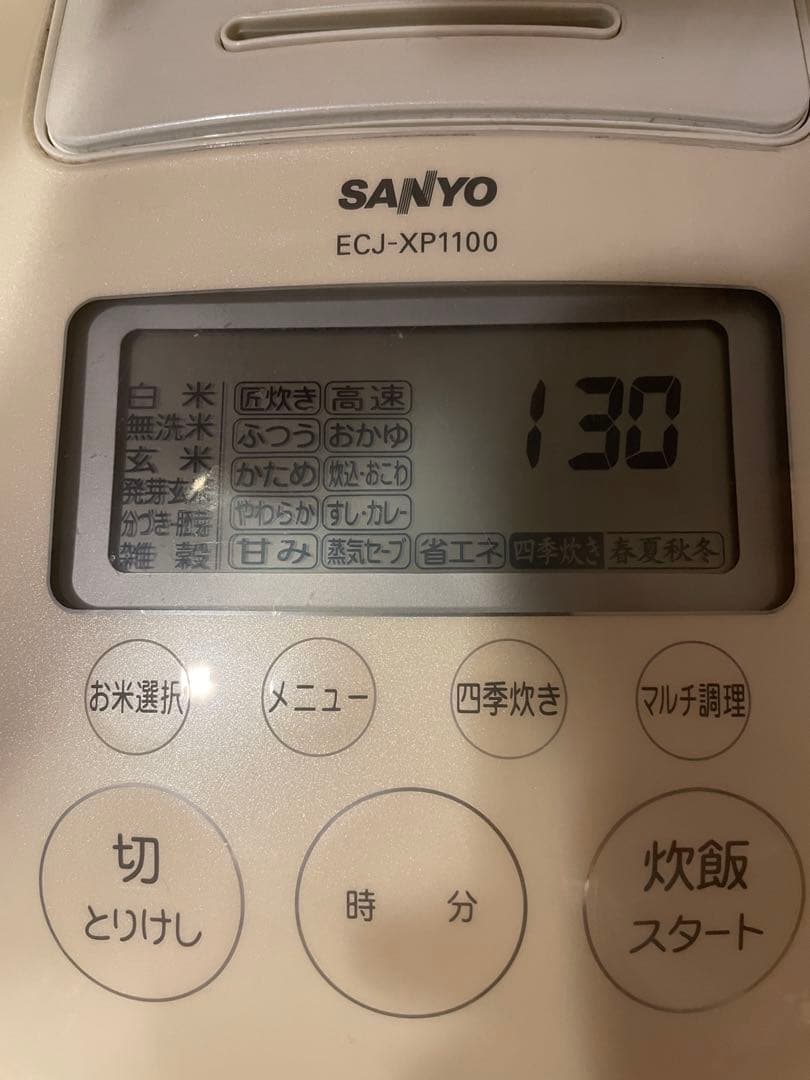 SANYO
ECJ-XP1100
白米 匠炊き 高速 130
無洗米 ふつう おかゆ
玄米 かため 炊込・おこわ
発芽玄米 やわらか すし・カレー
分づき・胚芽
雑穀 甘み 蒸気セーブ 省エネ 四季炊き 春夏秋冬
お米選択 メニュー 四季炊き マルチ調理
切 時 分 炊飯
とりけし スタート